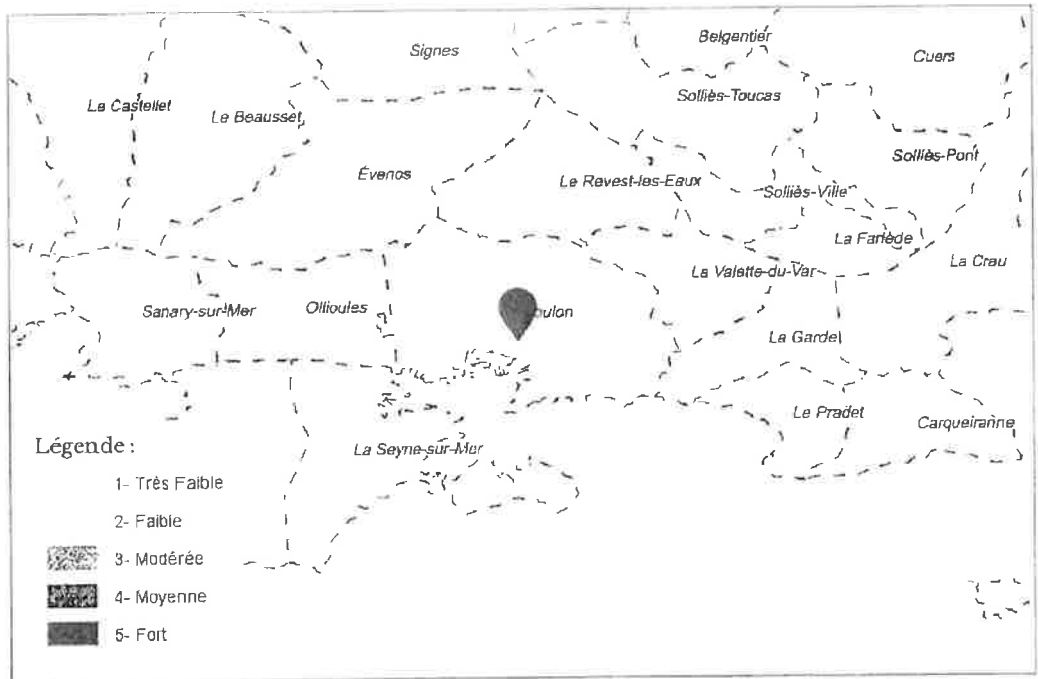 Signes
Belgentier
Cuers
La Castellet
Le Beausset
Solliès-Toucas
Évenos
Le Revest-les-Eaux
Solliès-Pont
Solliès-Ville
La Farlède
La Valette-du-Var
La Crau
Sanary-sur-Mer
Ollioules
oulon
La Garde
Le Pradet
Carqueiranne
La Seyne-sur-Mer
Légende :
1- Très Faible
2- Faible
3- Modérée
4- Moyenne
5- Fort